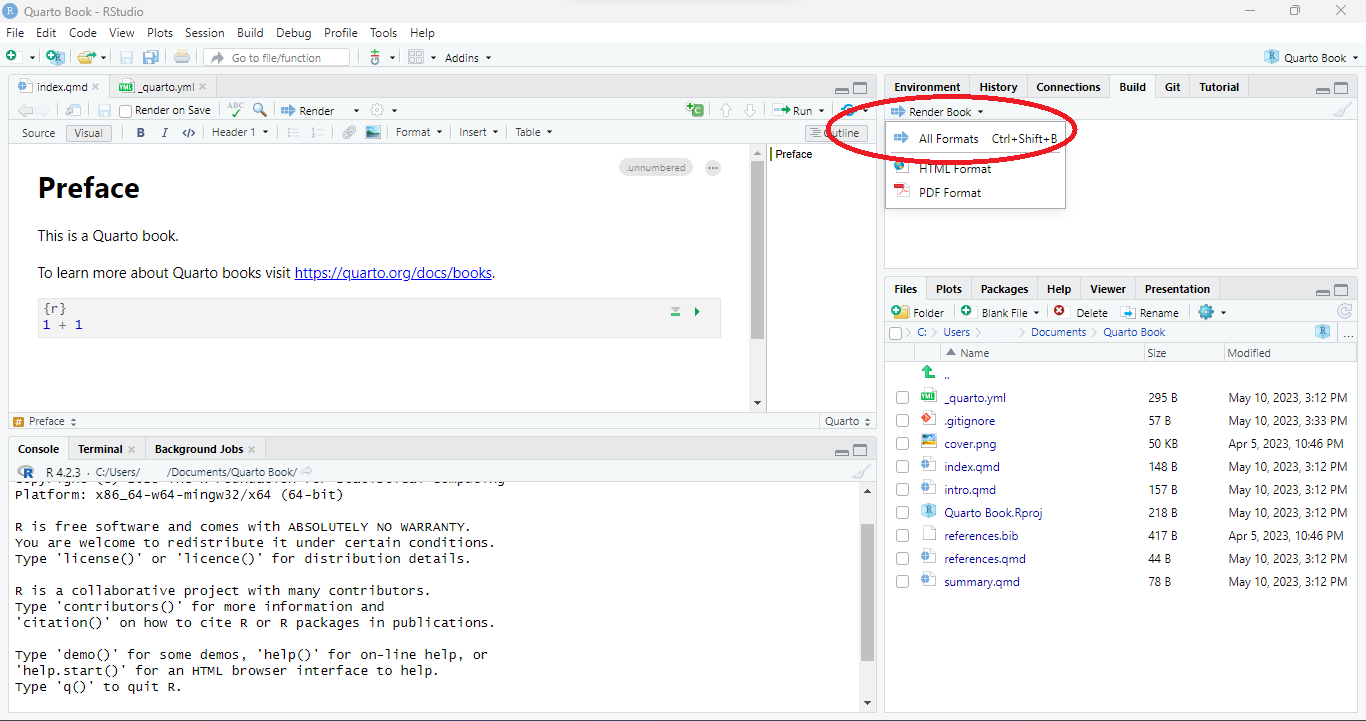 Quarto Book - RStudio
File Edit Code View Plots Session Build Debug Profile Tools Help
Go to file/function Addins Quarto Book
index.qmd _quarto.yml
Render on Save ABC Render Run
Source Visual B I </> Header 1 Format Insert Table Outline
.unnumbered
Preface
This is a Quarto book.
To learn more about Quarto books visit https://quarto.org/docs/books.
{r}
1 + 1
Preface
# Preface Quarto
Console Terminal Background Jobs
R 4.2.3 · C:/Users/ /Documents/Quarto Book/
Platform: x86_64-w64-mingw32/x64 (64-bit)
R is free software and comes with ABSOLUTELY NO WARRANTY.
You are welcome to redistribute it under certain conditions.
Type 'license()' or 'licence()' for distribution details.
R is a collaborative project with many contributors.
Type 'contributors()' for more information and
'citation()' on how to cite R or R packages in publications.
Type 'demo()' for some demos, 'help()' for on-line help, or
'help.start()' for an HTML browser interface to help.
Type 'q()' to quit R.
Environment History Connections Build Git Tutorial
Render Book
All Formats Ctrl+Shift+B
HTML Format
PDF Format
Files Plots Packages Help Viewer Presentation
Folder Blank File Delete Rename
C: Users Documents Quarto Book ...
Name Size Modified
..
_quarto.yml 295 B May 10, 2023, 3:12 PM
.gitignore 57 B May 10, 2023, 3:33 PM
cover.png 50 KB Apr 5, 2023, 10:46 PM
index.qmd 148 B May 10, 2023, 3:12 PM
intro.qmd 157 B May 10, 2023, 3:12 PM
Quarto Book.Rproj 218 B May 10, 2023, 3:12 PM
references.bib 417 B Apr 5, 2023, 10:46 PM
references.qmd 44 B May 10, 2023, 3:12 PM
summary.qmd 78 B May 10, 2023, 3:12 PM